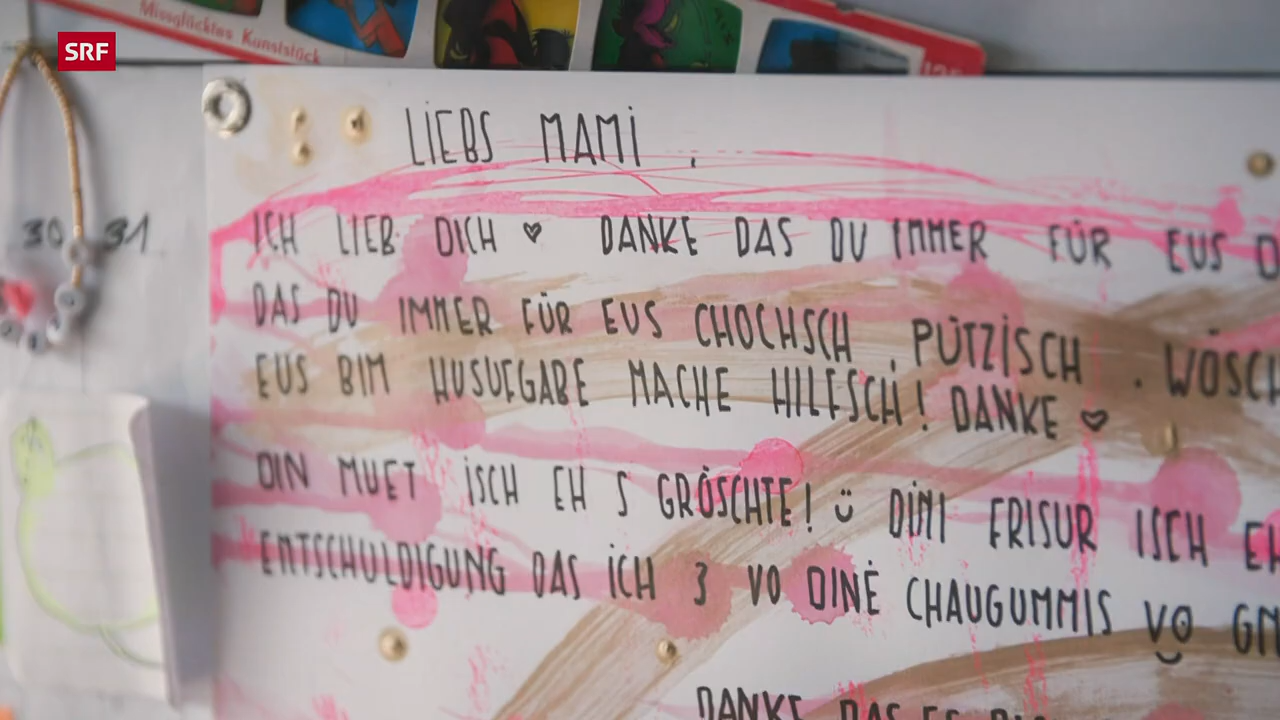 Missglücktes Kunststück
SRF
LIEBS MAMI,
30 31
ICH LIEB DICH ♥ DANKE DAS DU IMMER FÜR EUS
DAS DU IMMER FÜR EUS CHOCHSCH, PÜTZISCH, WÖSCH
EUS BIM HUSUFGABE MACHE HILFSCH! DANKE ♥
DIN MUET ISCH EH S GRÖSCHTE! DINI FRISUR ISCH EH
ENTSCHULDIGUNG DAS ICH 3 VO DINE CHAUGUMMIS VO
DANKE DAS ES